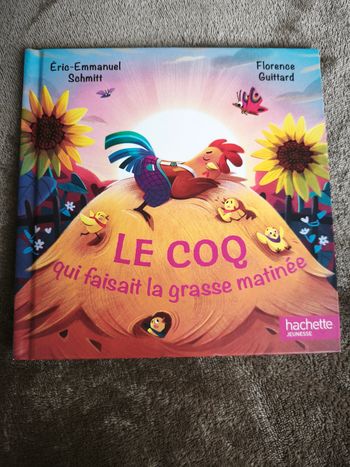 Éric-Emmanuel
Schmitt
Florence
Guittard
LE COQ
qui faisait la grasse matinée
hachette
JEUNESSE